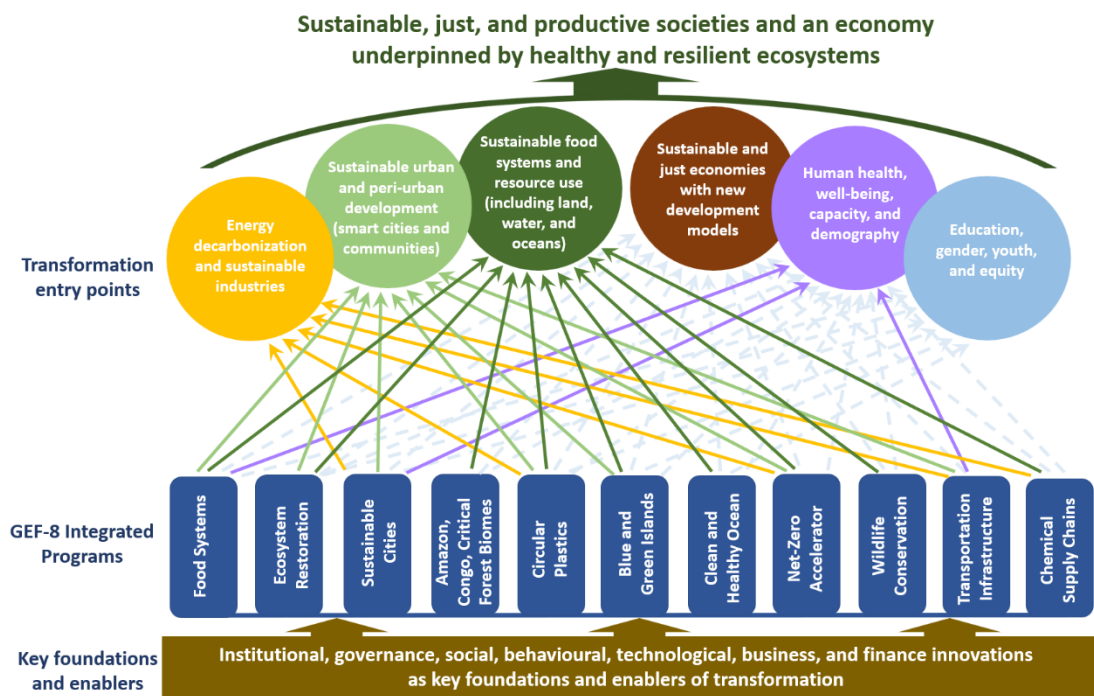 Sustainable, just, and productive societies and an economy
underpinned by healthy and resilient ecosystems
Energy
decarbonization
and sustainable
industries
Sustainable urban
and peri-urban
development
(smart cities and
communities)
Sustainable food
systems and
resource use
(including land,
water, and
oceans)
Sustainable and
just economies
with new
development
models
Human health,
well-being,
capacity, and
demography
Education,
gender, youth,
and equity
Transformation
entry points
GEF-8 Integrated
Programs
Food Systems
Ecosystem
Restoration
Sustainable
Cities
Amazon,
Congo, Critical
Forest Biomes
Circular
Plastics
Blue and
Green Islands
Clean and
Healthy Ocean
Net-Zero
Accelerator
Wildlife
Conservation
Transportation
Infrastructure
Chemical
Supply Chains
Key foundations
and enablers
Institutional, governance, social, behavioural, technological, business, and finance innovations
as key foundations and enablers of transformation